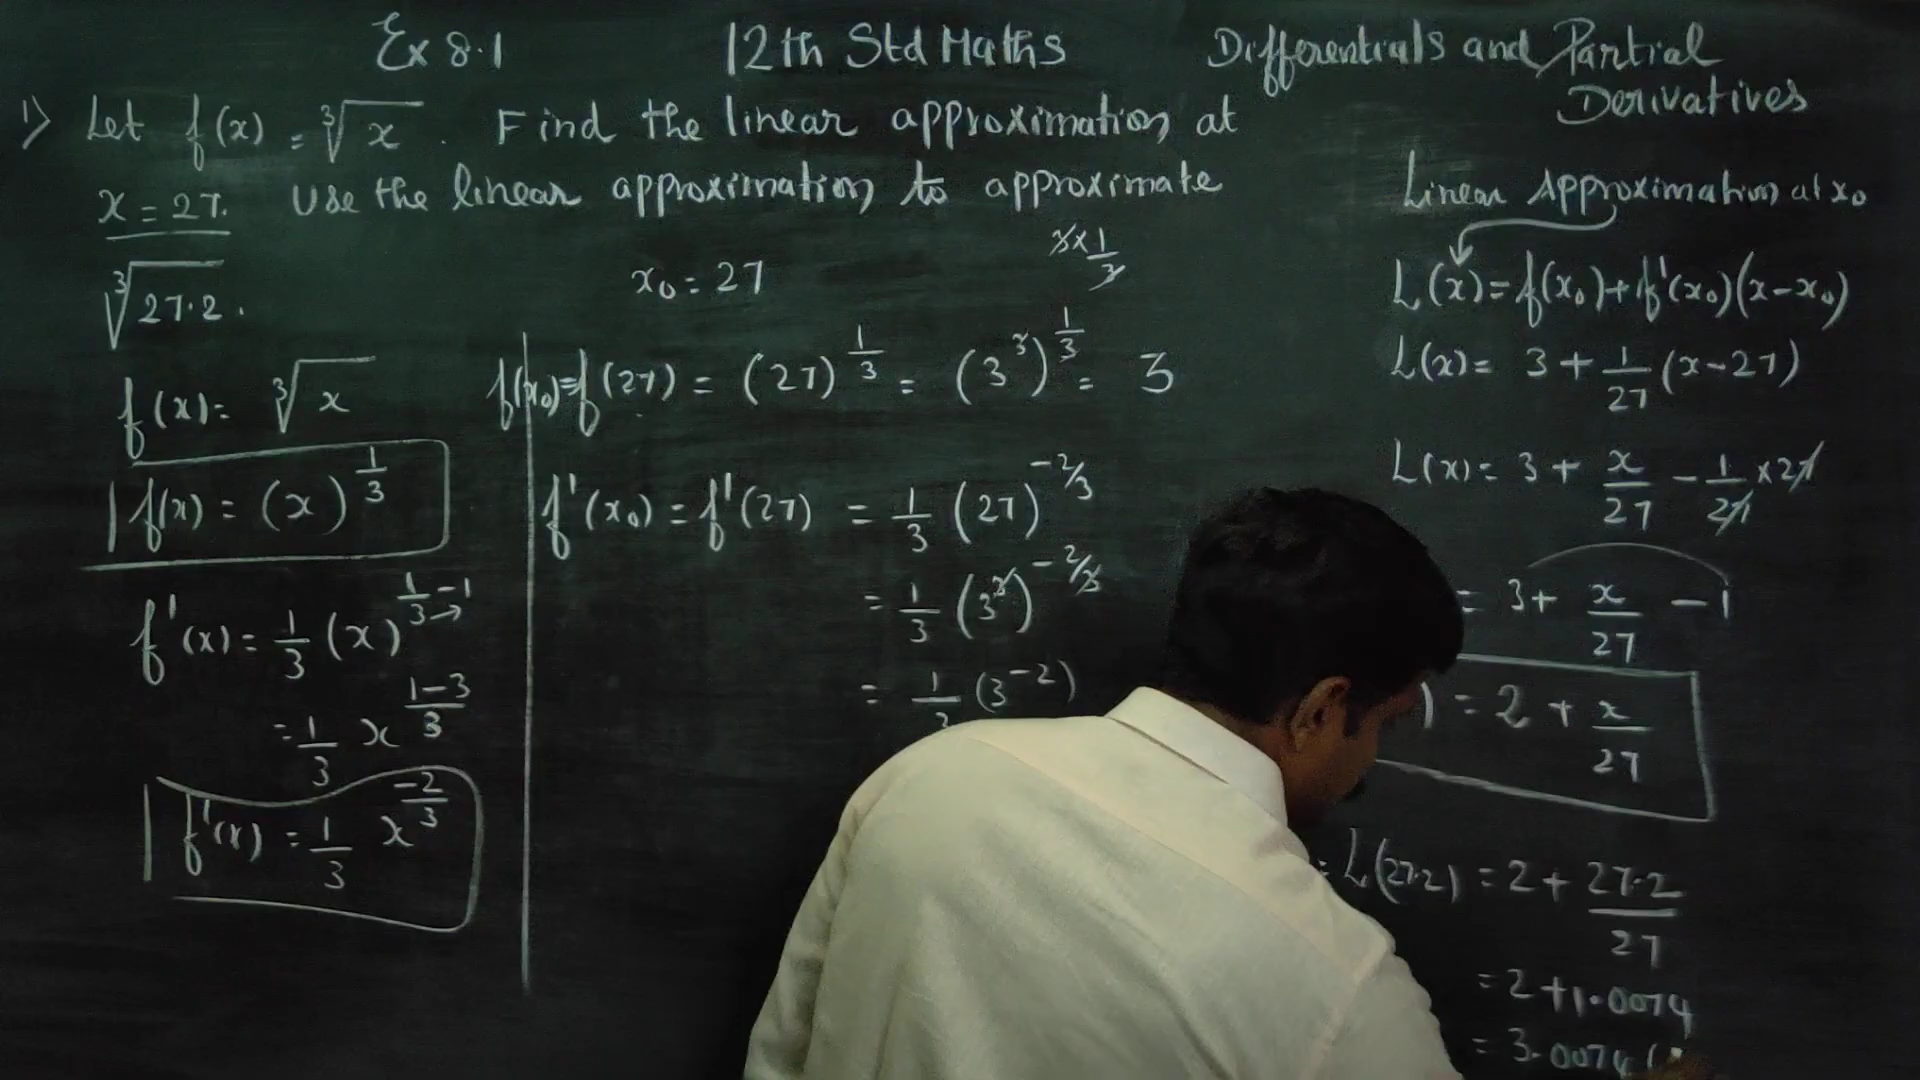 Ex 8.1 12th Std Maths Differentials and Partial Derivatives
1) Let f(x) = ∛x . Find the linear approximation at
x = 27. Use the linear approximation to approximate
∛27.2 .
f(x) = ∛x
f(x) = (x)^(1/3)
f'(x) = 1/3 (x)^(1/3 - 1)
= 1/3 x^((1-3)/3)
f'(x) = 1/3 x^(-2/3)
x₀ = 27
3 × 1/3
f(x₀) = f(27) = (27)^(1/3) = (3³)^(1/3) = 3
f'(x₀) = f'(27) = 1/3 (27)^(-2/3)
= 1/3 (3³)^(-2/3)
= 1/3 (3^(-2))
Linear Approximation at x₀
L(x) = f(x₀) + f'(x₀)(x - x₀)
L(x) = 3 + 1/27 (x - 27)
L(x) = 3 + x/27 - 1/27 × 27
= 3 + x/27 - 1
) = 2 + x/27
= L(27.2) = 2 + 27.2/27
= 2 + 1.0074
= 3.0074